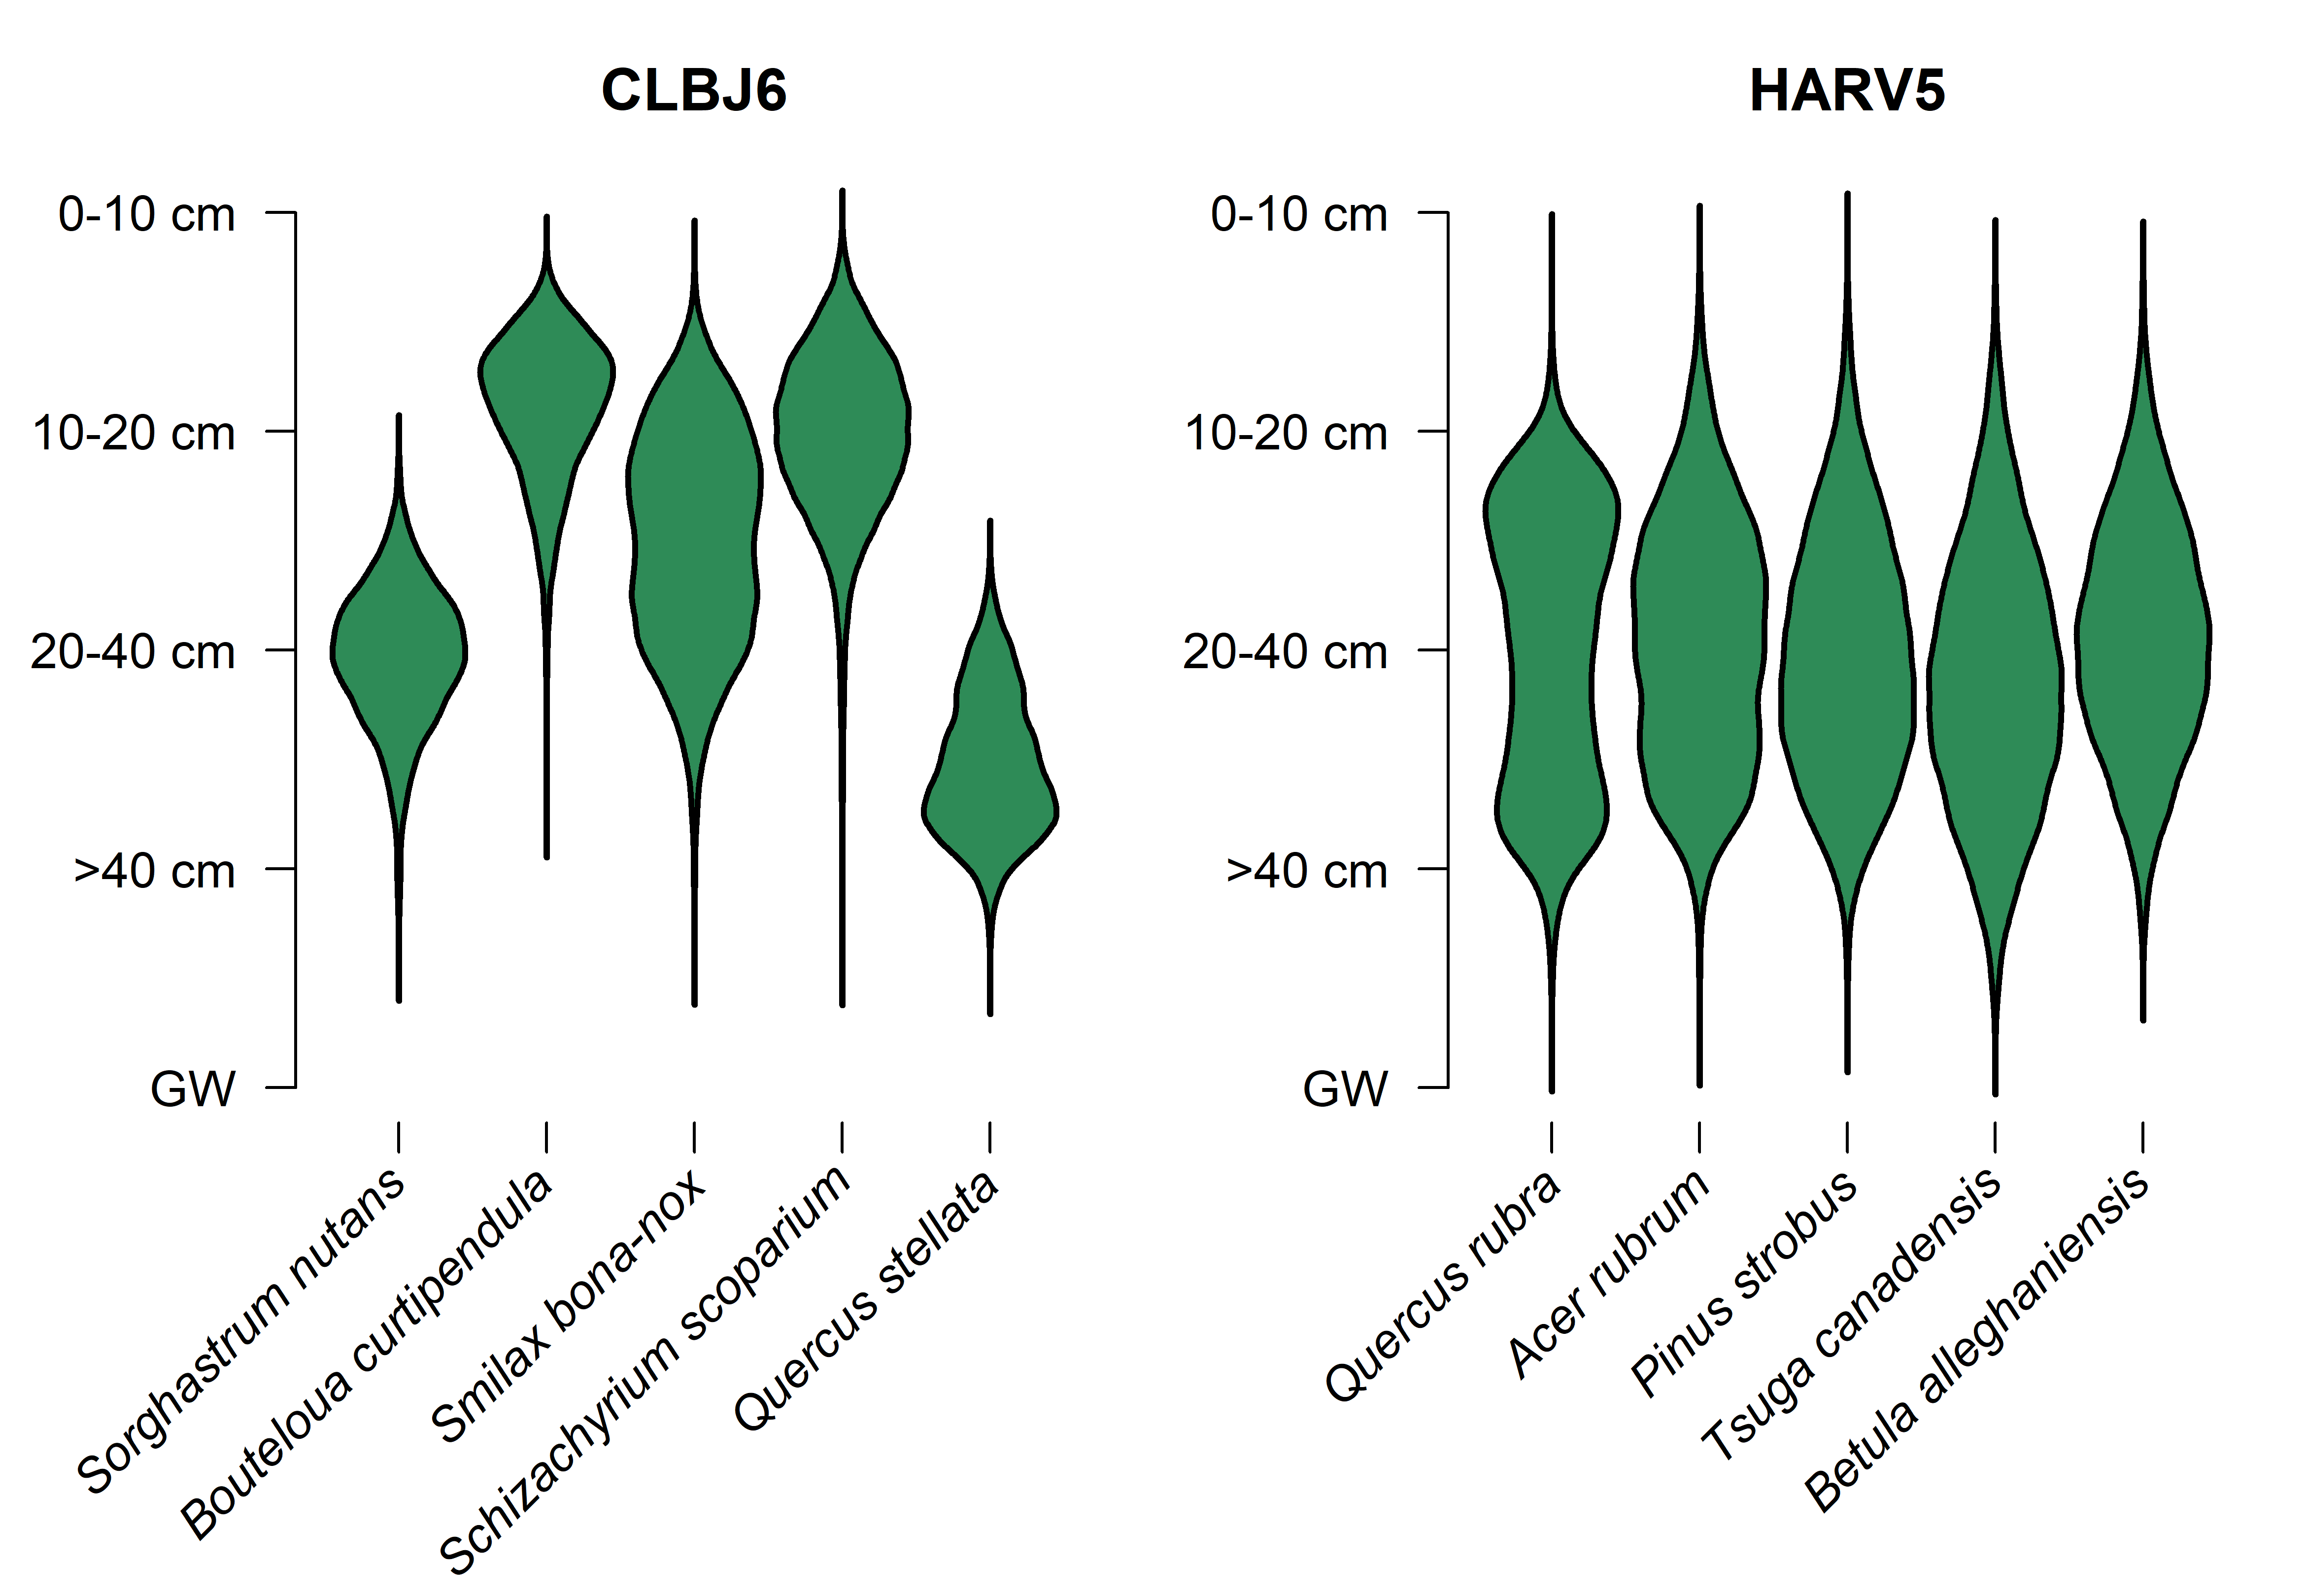 CLBJ6
0-10 cm
10-20 cm
20-40 cm
>40 cm
GW
Sorghastrum nutans
Bouteloua curtipendula
Smilax bona-nox
Schizachyrium scoparium
Quercus stellata
HARV5
0-10 cm
10-20 cm
20-40 cm
>40 cm
GW
Quercus rubra
Acer rubrum
Pinus strobus
Tsuga canadensis
Betula alleghaniensis